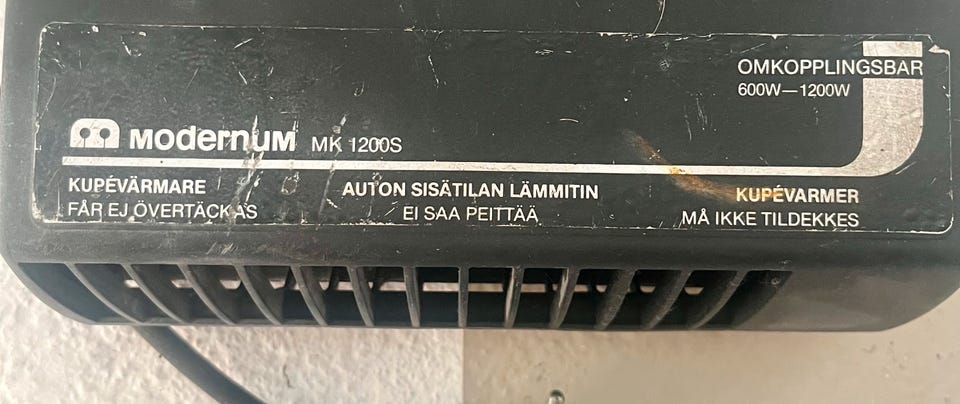 OMKOPPLINGSBAR
600W—1200W
MODERNUM MK 1200S
KUPÉVÄRMARE
FÅR EJ ÖVERTÄCKAS
AUTON SISÄTILAN LÄMMITIN
EI SAA PEITTÄÄ
KUPÉVARMER
MÅ IKKE TILDEKKES